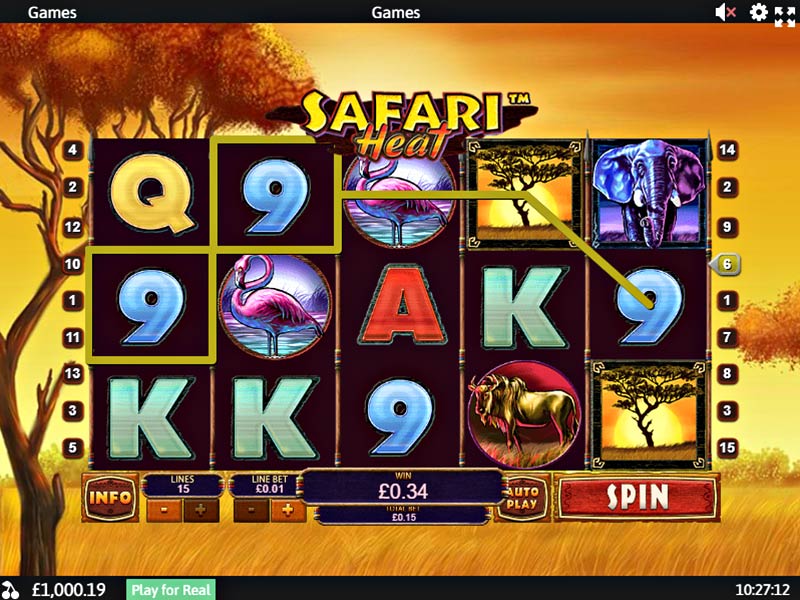 Games
Games
SAFARI™
Heat
4
14
Q
9
2
2
12
9
10
6
9
A
K
9
1
1
11
7
13
8
K
K
9
3
3
5
15
INFO
LINES
15
- +
LINE BET
£0.01
- +
WIN
£0.34
TOTAL BET
£0.15
AUTO
PLAY
SPIN
£1,000.19
Play for Real
10:27:12